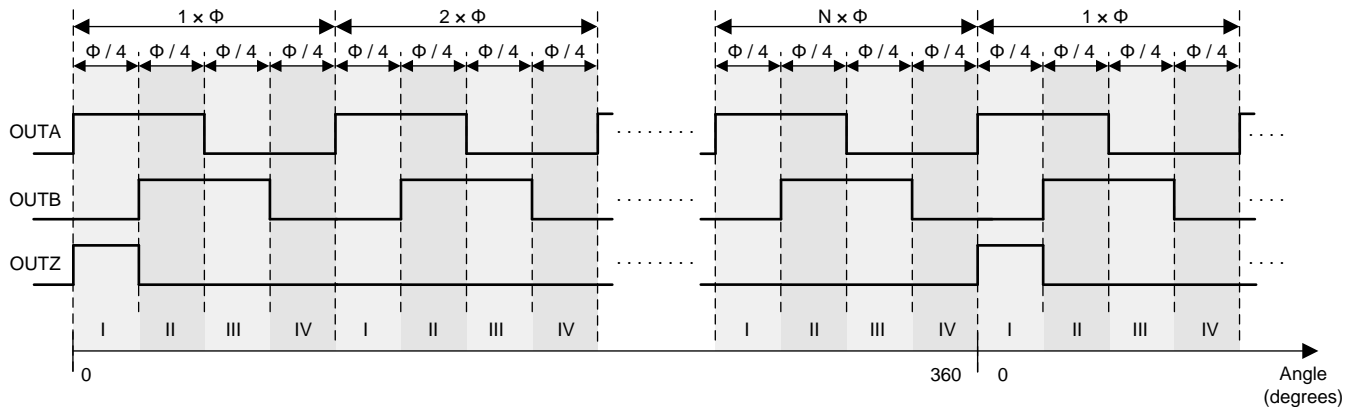 1 × Φ 2 × Φ N × Φ 1 × Φ
Φ / 4 Φ / 4 Φ / 4 Φ / 4 Φ / 4 Φ / 4 Φ / 4 Φ / 4 Φ / 4 Φ / 4 Φ / 4 Φ / 4 Φ / 4 Φ / 4 Φ / 4 Φ / 4
OUTA
OUTB
OUTZ
I II III IV I II III IV I II III IV I II III IV
0 360 0 Angle
(degrees)